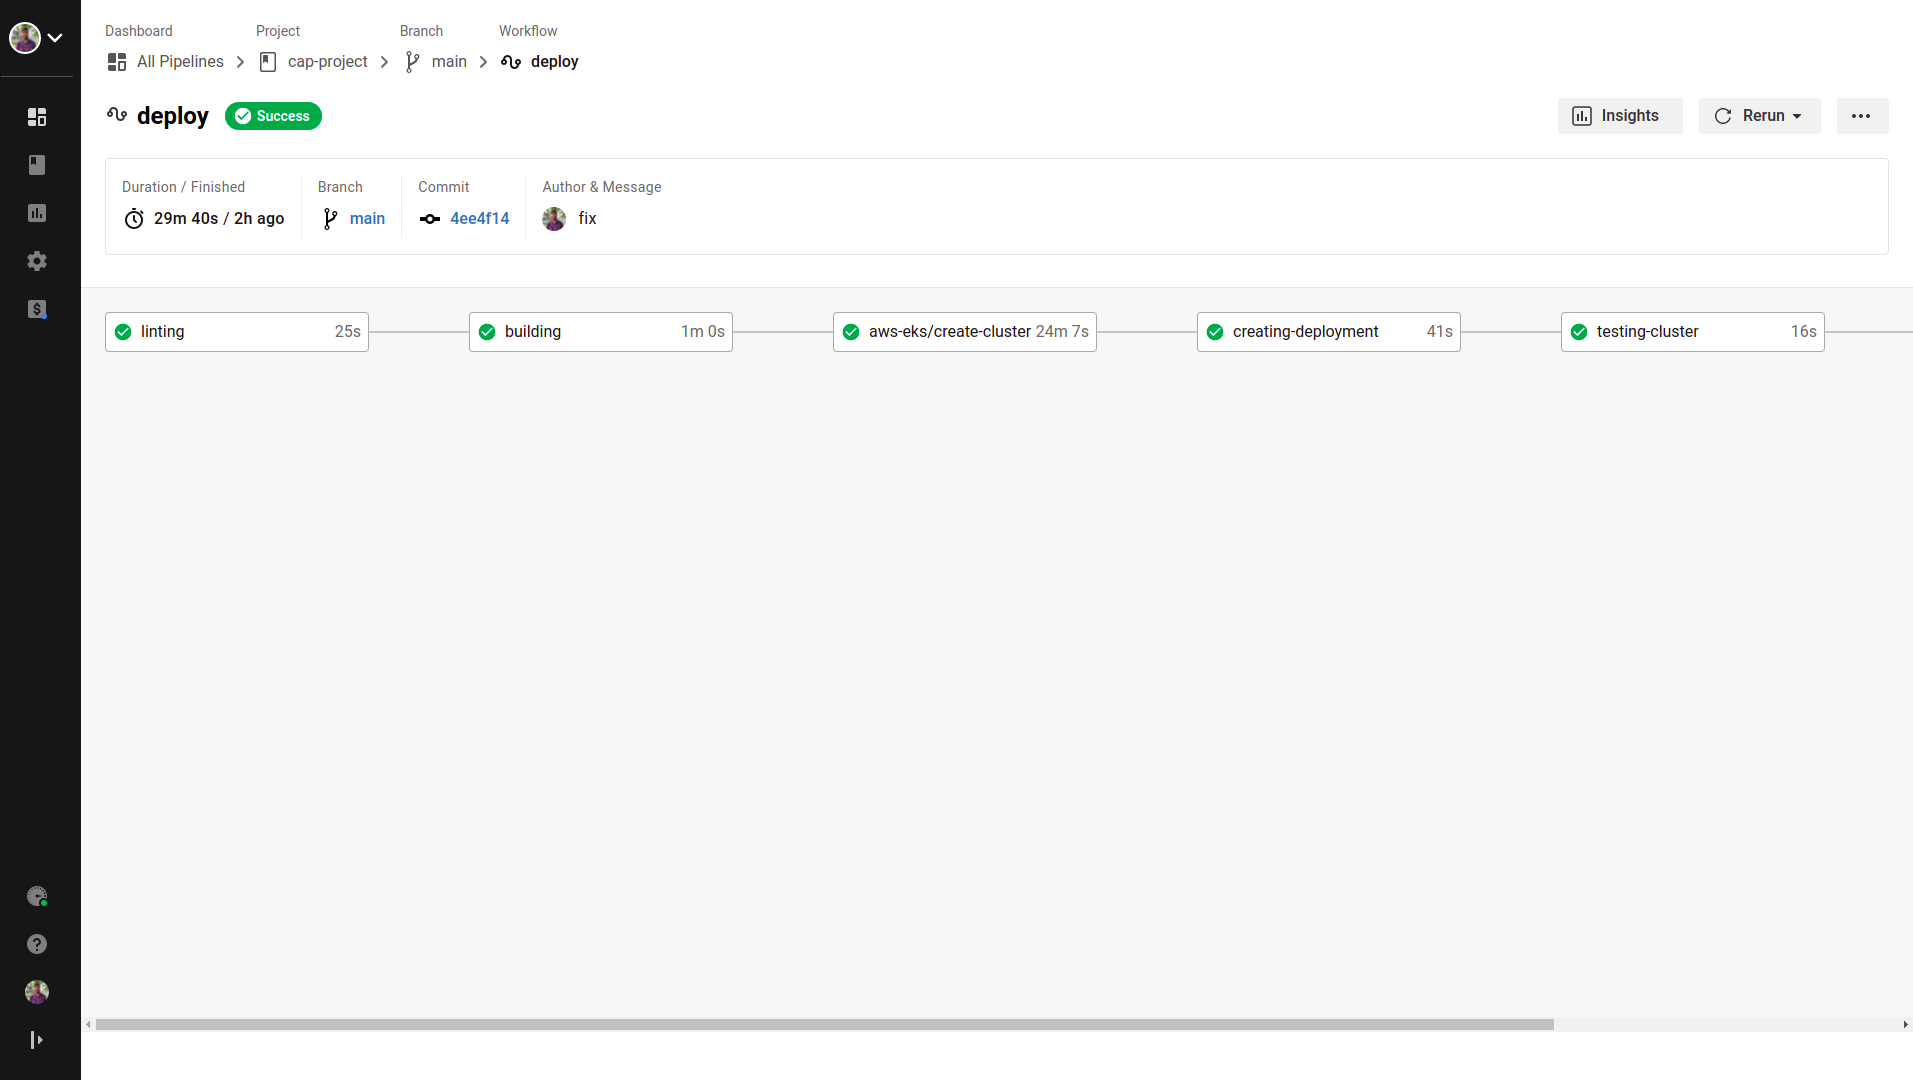 Dashboard Project Branch Workflow
All Pipelines cap-project main deploy
deploy Success Insights Rerun
Duration / Finished Branch Commit Author & Message
29m 40s / 2h ago main 4ee4f14 fix
linting 25s building 1m 0s aws-eks/create-cluster 24m 7s creating-deployment 41s testing-cluster 16s